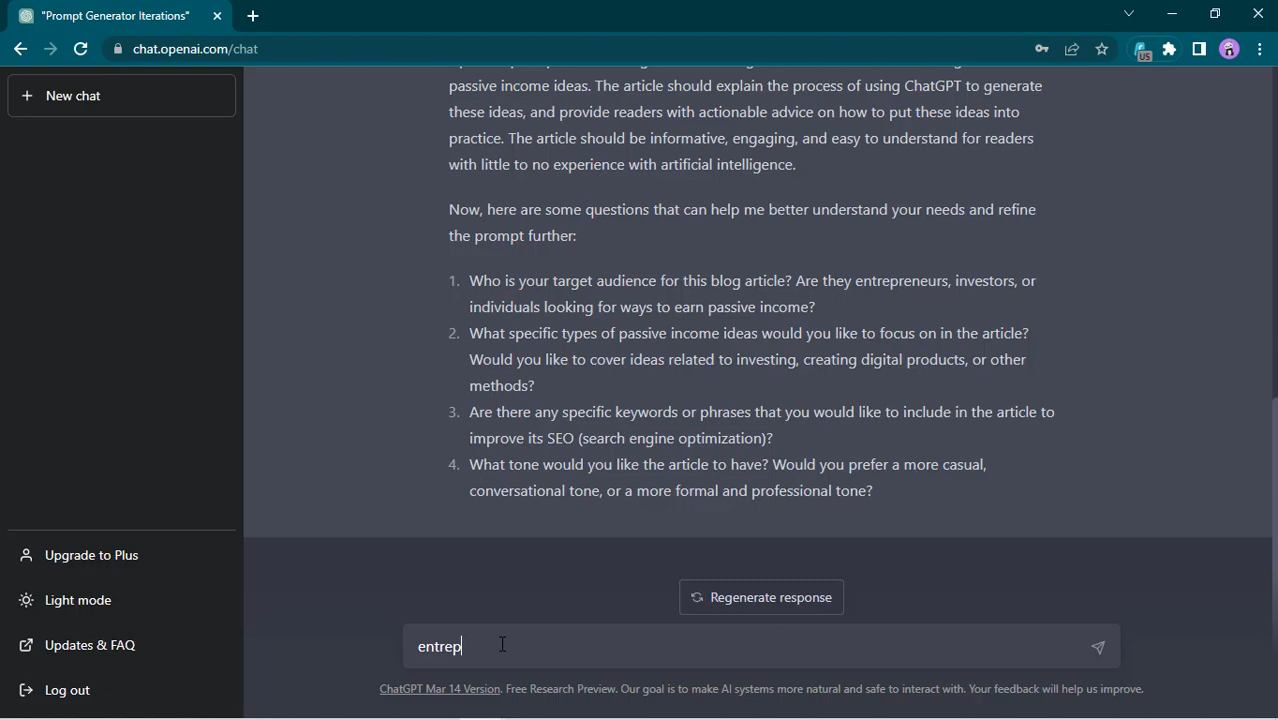 "Prompt Generator Iterations"
chat.openai.com/chat
US
New chat
passive income ideas. The article should explain the process of using ChatGPT to generate
these ideas, and provide readers with actionable advice on how to put these ideas into
practice. The article should be informative, engaging, and easy to understand for readers
with little to no experience with artificial intelligence.
Now, here are some questions that can help me better understand your needs and refine
the prompt further:
1. Who is your target audience for this blog article? Are they entrepreneurs, investors, or
individuals looking for ways to earn passive income?
2. What specific types of passive income ideas would you like to focus on in the article?
Would you like to cover ideas related to investing, creating digital products, or other
methods?
3. Are there any specific keywords or phrases that you would like to include in the article to
improve its SEO (search engine optimization)?
4. What tone would you like the article to have? Would you prefer a more casual,
conversational tone, or a more formal and professional tone?
Upgrade to Plus
Light mode
Updates & FAQ
Log out
Regenerate response
entrep
ChatGPT Mar 14 Version. Free Research Preview. Our goal is to make AI systems more natural and safe to interact with. Your feedback will help us improve.